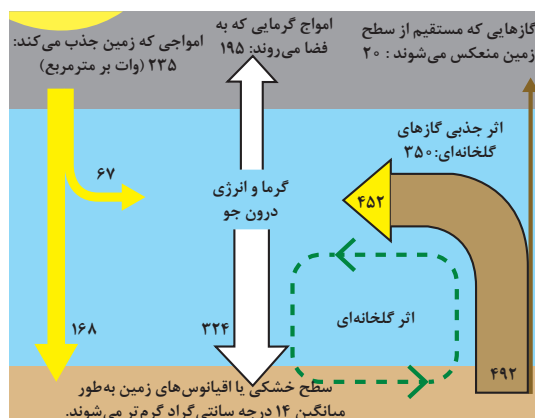 امواجی که زمین جذب می‌کند:
۲۳۵ (وات بر مترمربع)
امواج گرمایی که به
فضا می‌روند: ۱۹۵
گازهایی که مستقیم از سطح
زمین منعکس می‌شوند : ۲۰
اثر جذبی گازهای
گلخانه‌ای: ۳۵۰
۶۷
گرما و انرژی
درون جو
۴۵۲
اثر گلخانه‌ای
۱۶۸
۳۲۴
۴۹۲
سطح خشکی یا اقیانوس‌های زمین به‌طور
میانگین ۱۴ درجه سانتی‌گراد گرم‌تر می‌شوند.